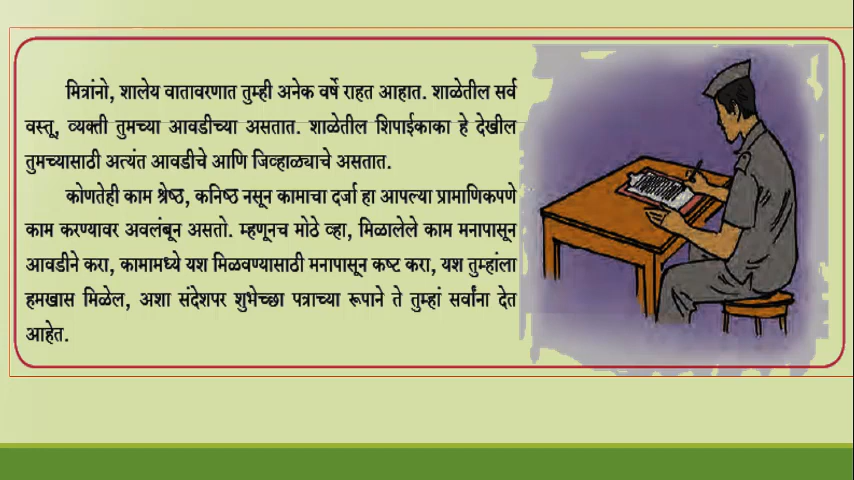 मित्रांनो, शालेय वातावरणात तुम्ही अनेक वर्षे राहत आहात. शाळेतील सर्व
वस्तू, व्यक्ती तुमच्या आवडीच्या असतात. शाळेतील शिपाईकाका हे देखील
तुमच्यासाठी अत्यंत आवडीचे आणि जिव्हाळ्याचे असतात.
कोणतेही काम श्रेष्ठ, कनिष्ठ नसून कामाचा दर्जा हा आपल्या प्रामाणिकपणे
काम करण्यावर अवलंबून असतो. म्हणूनच मोठे व्हा, मिळालेले काम मनापासून
आवडीने करा, कामामध्ये यश मिळवण्यासाठी मनापासून कष्ट करा, यश तुम्हांला
हमखास मिळेल, अशा संदेशपर शुभेच्छा पत्राच्या रूपाने ते तुम्हां सर्वांना देत
आहेत.